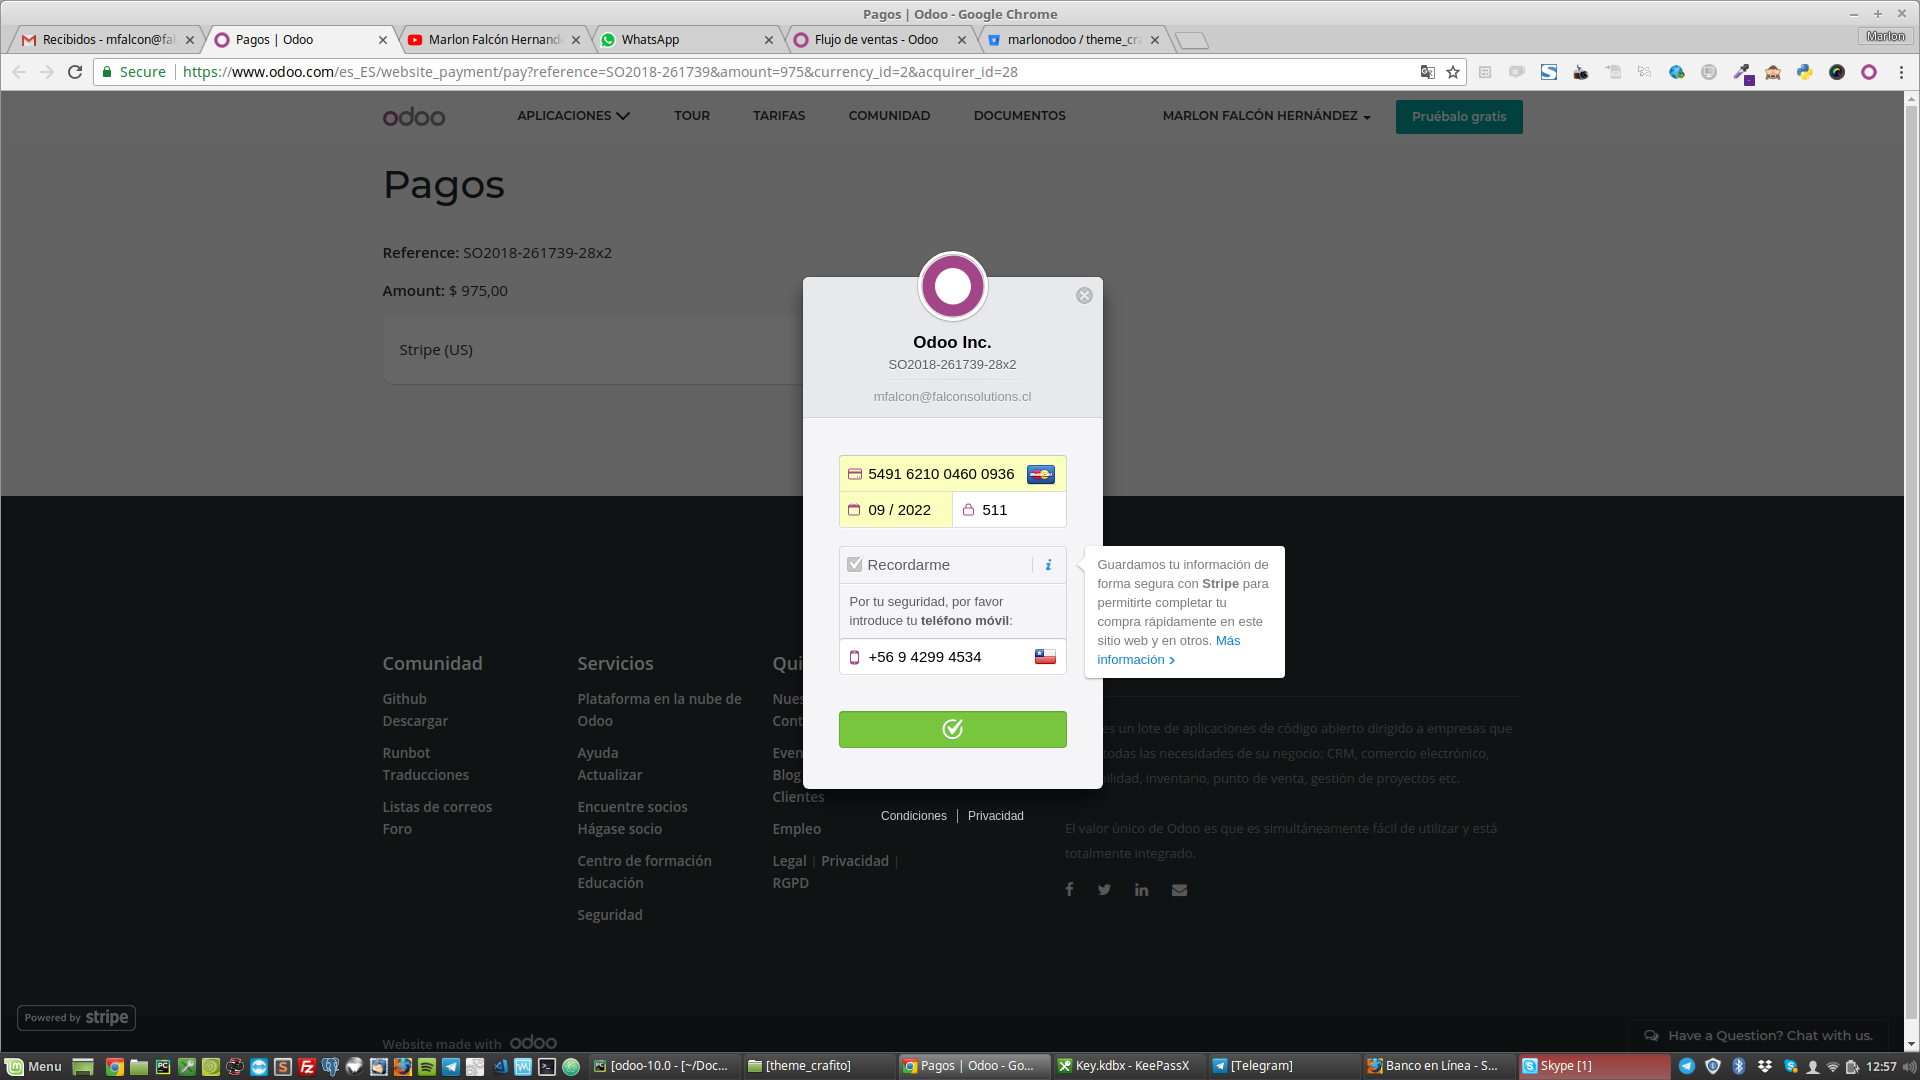 Pagos | Odoo - Google Chrome
Recibidos - mfalcon@fal
Pagos | Odoo
Marlon Falcón Hernand
WhatsApp
Flujo de ventas - Odoo
marlonodoo / theme_cra
Marlon
Secure
https://www.odoo.com/es_ES/website_payment/pay?reference=SO2018-261739&amount=975&currency_id=2&acquirer_id=28
odoo
APLICACIONES
TOUR
TARIFAS
COMUNIDAD
DOCUMENTOS
MARLON FALCÓN HERNÁNDEZ
Pruébalo gratis
Pagos
Reference: SO2018-261739-28x2
Amount: $ 975,00
Stripe (US)
Odoo Inc.
SO2018-261739-28x2
mfalcon@falconsolutions.cl
5491 6210 0460 0936
09 / 2022
511
Recordarme
Por tu seguridad, por favor
introduce tu teléfono móvil:
+56 9 4299 4534
Guardamos tu información de
forma segura con Stripe para
permitirte completar tu
compra rápidamente en este
sitio web y en otros. Más
información
Condiciones
Privacidad
Comunidad
Github
Descargar
Runbot
Traducciones
Listas de correos
Foro
Servicios
Plataforma en la nube de
Odoo
Ayuda
Actualizar
Encuentre socios
Hágase socio
Centro de formación
Educación
Seguridad
Qui
Nues
Cont
Even
Blog
Clientes
Empleo
Legal | Privacidad |
RGPD
es un lote de aplicaciones de código abierto dirigido a empresas que
todas las necesidades de su negocio: CRM, comercio electrónico,
bilidad, inventario, punto de venta, gestión de proyectos etc.
El valor único de Odoo es que es simultáneamente fácil de utilizar y está
totalmente integrado.
Powered by stripe
Website made with odoo
Have a Question? Chat with us.
Menu
[odoo-10.0 - [~/Doc...
[theme_crafito]
Pagos | Odoo - Go...
Key.kdbx - KeePassX
[Telegram]
Banco en Línea - S...
Skype [1]
12:57